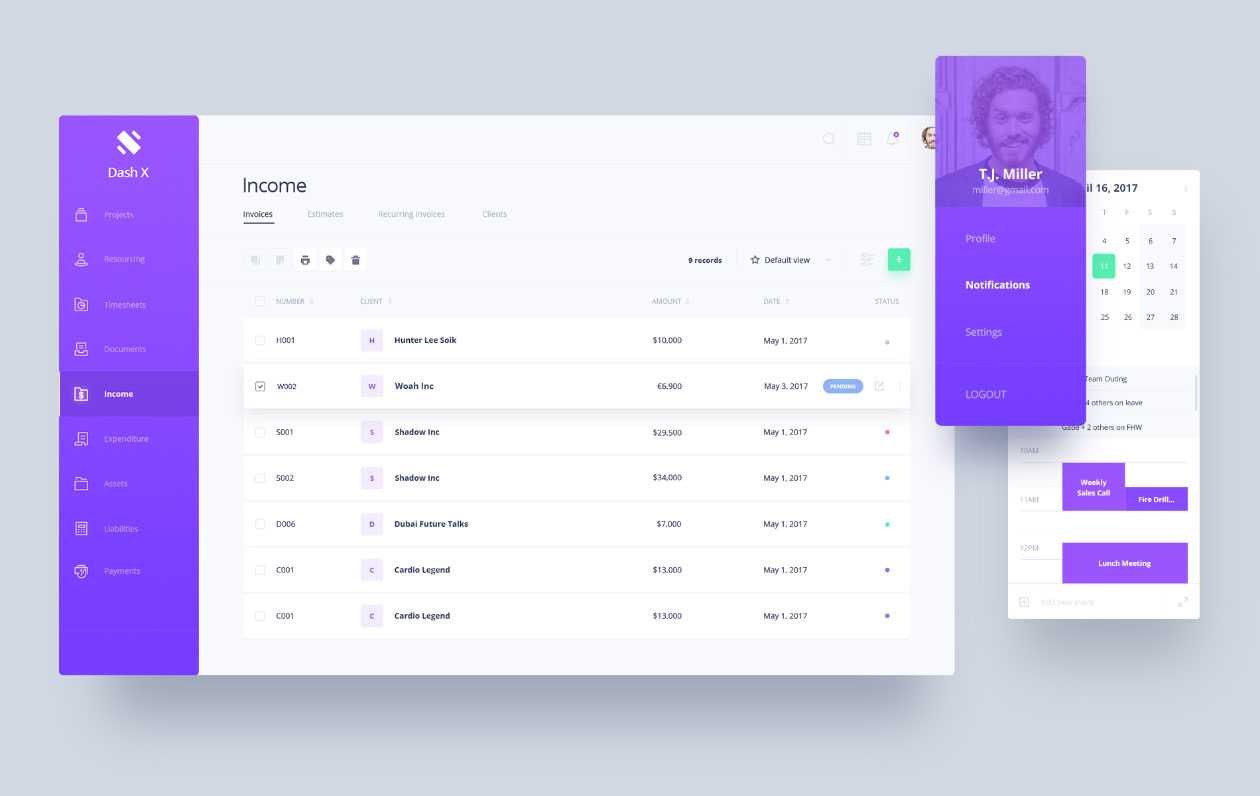 Dash X
Projects
Resourcing
Timesheets
Documents
Income
Expenditure
Assets
Liabilities
Payments
Income
Invoices Estimates Recurring Invoices Clients
9 records Default view
+
NUMBER CLIENT AMOUNT DATE STATUS
H001 H Hunter Lee Soik $10,000 May 1, 2017
W002 W Woah Inc €6,900 May 3, 2017 PENDING
S001 S Shadow Inc $29,500 May 1, 2017
S002 S Shadow Inc $34,000 May 1, 2017
D006 D Dubai Future Talks $7,000 May 1, 2017
C001 C Cardio Legend $13,000 May 1, 2017
C001 C Cardio Legend $13,000 May 1, 2017
T.J. Miller
miller@gmail.com
Profile
Notifications
Settings
LOGOUT
il 16, 2017
T F S S
4 5 6 7
11 12 13 14
18 19 20 21
25 26 27 28
Team Outing
4 others on leave
Gabe + 2 others on FHW
10AM
Weekly
Sales Call
11AM
Fire Drill...
12PM
Lunch Meeting
Add new event